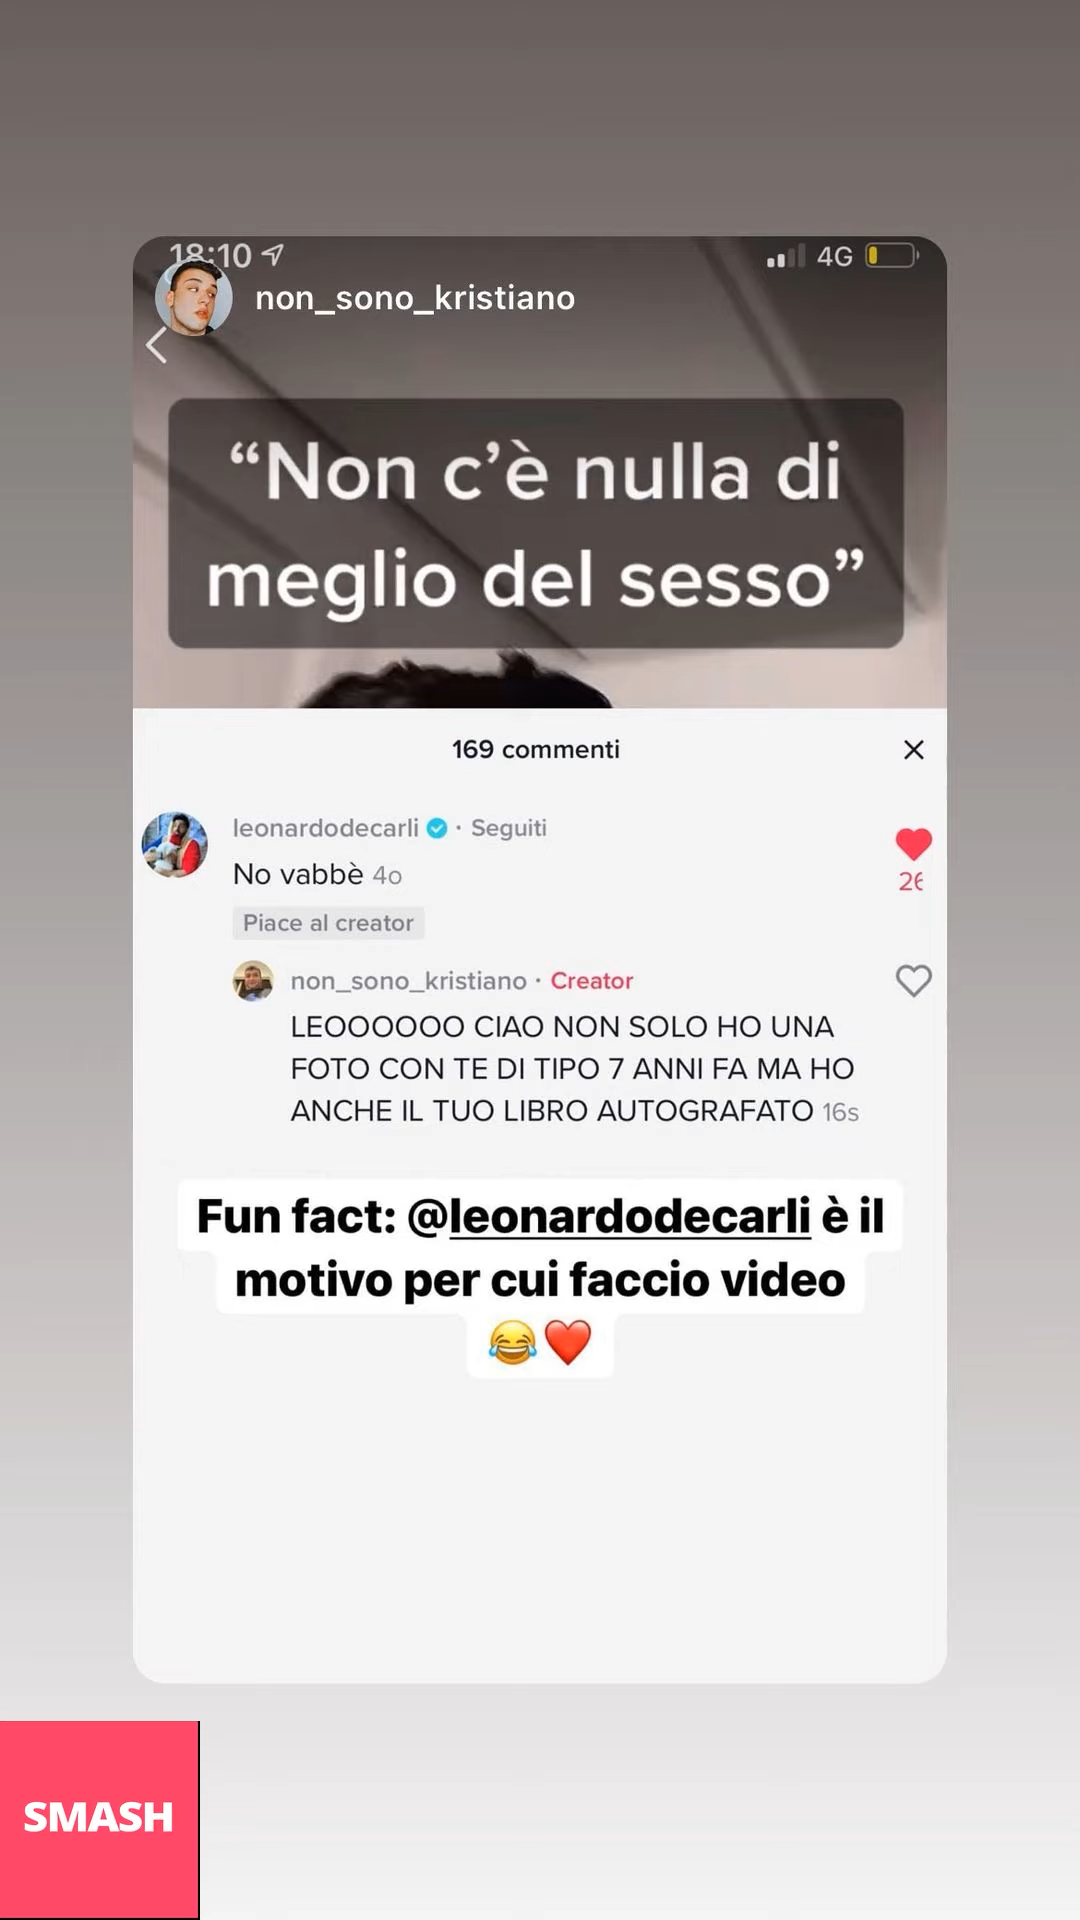 18:10
4G
non_sono_kristiano
“Non c’è nulla di
meglio del sesso”
169 commenti
leonardodecarli · Seguiti
No vabbè 4o
26
Piace al creator
non_sono_kristiano · Creator
LEOOOOOO CIAO NON SOLO HO UNA
FOTO CON TE DI TIPO 7 ANNI FA MA HO
ANCHE IL TUO LIBRO AUTOGRAFATO 16s
Fun fact: @leonardodecarli è il
motivo per cui faccio video
😂❤️
SMASH